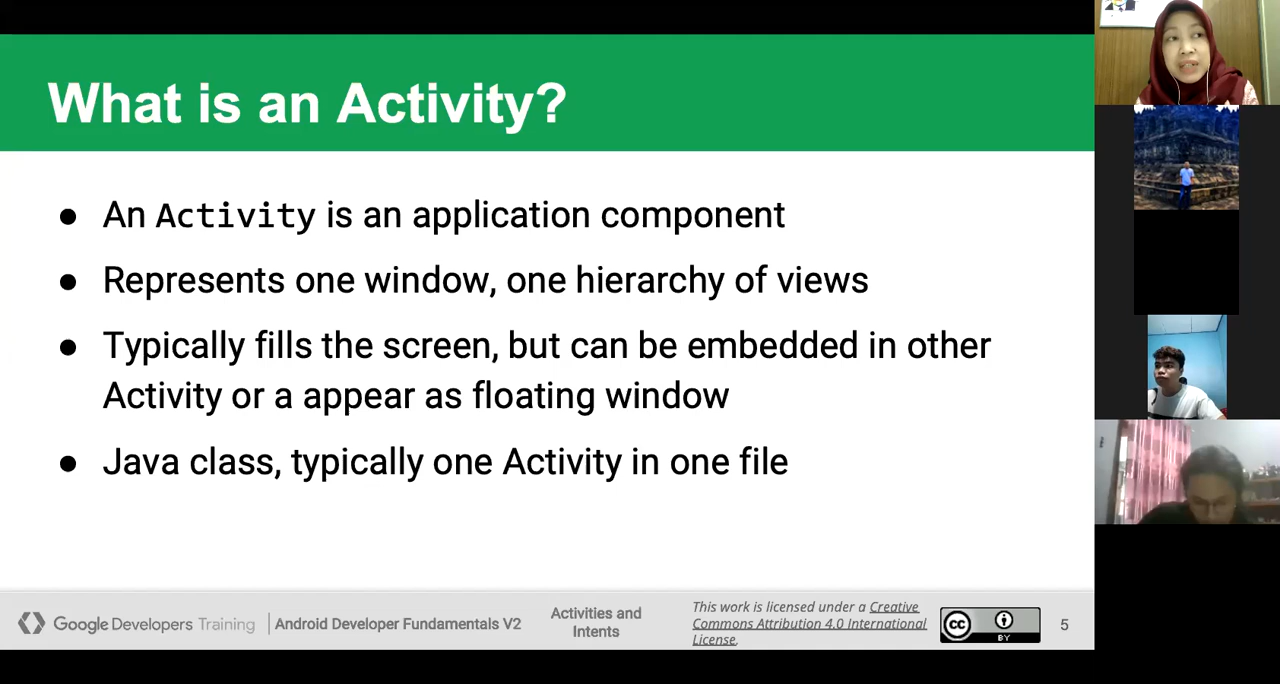 What is an Activity?
● An Activity is an application component
● Represents one window, one hierarchy of views
● Typically fills the screen, but can be embedded in other
Activity or a appear as floating window
● Java class, typically one Activity in one file
Google Developers Training
Android Developer Fundamentals V2
Activities and
Intents
This work is licensed under a Creative
Commons Attribution 4.0 International
License.
cc
BY
5